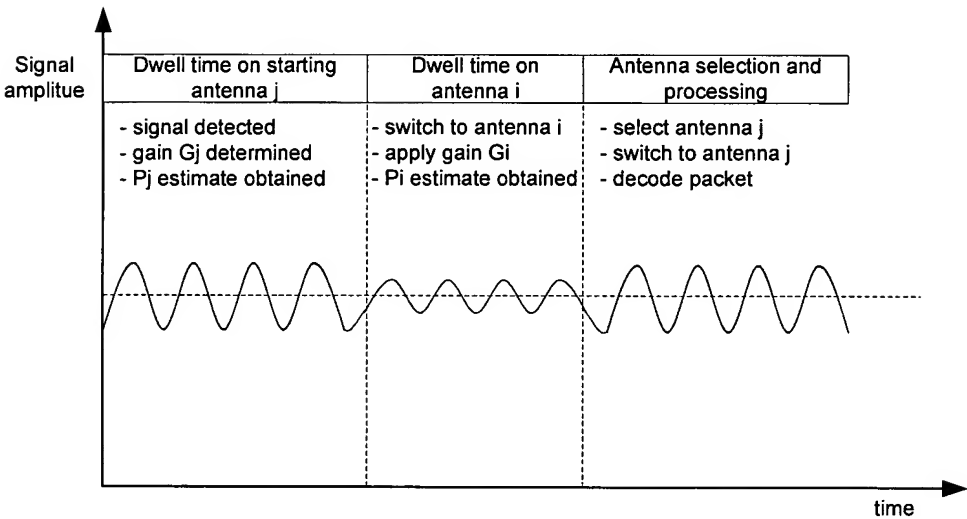 Signal
amplitue
Dwell time on starting
antenna j
Dwell time on
antenna i
Antenna selection and
processing
- signal detected
- gain Gj determined
- Pj estimate obtained
- switch to antenna i
- apply gain Gi
- Pi estimate obtained
- select antenna j
- switch to antenna j
- decode packet
time